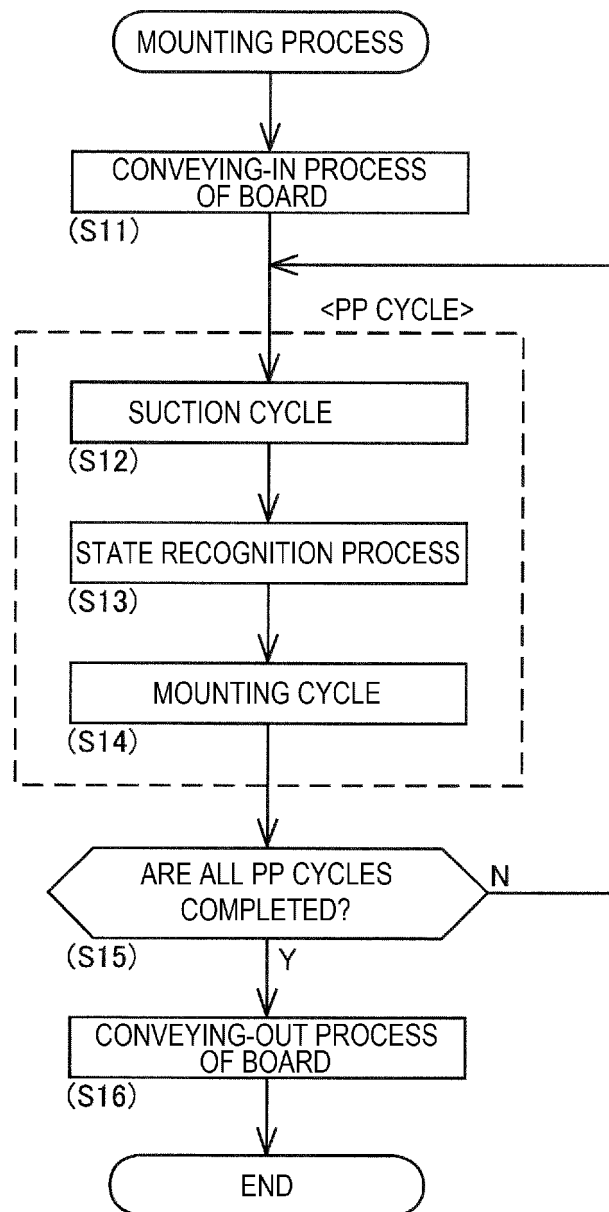 MOUNTING PROCESS
CONVEYING-IN PROCESS
OF BOARD
(S11)
<PP CYCLE>
SUCTION CYCLE
(S12)
STATE RECOGNITION PROCESS
(S13)
MOUNTING CYCLE
(S14)
ARE ALL PP CYCLES
COMPLETED?
N
(S15)
Y
CONVEYING-OUT PROCESS
OF BOARD
(S16)
END